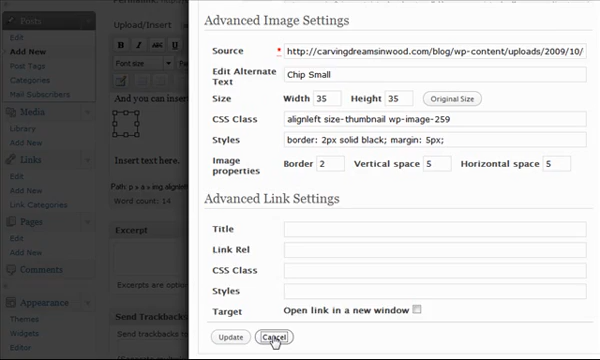 Posts
Edit
Add New
Post Tags
Categories
Mail Subscribers
Media
Library
Add New
Links
Edit
Add New
Link Categories
Pages
Edit
Add New
Comments
Appearance
Themes
Widgets
Editor
Upload/Insert
Font size
And you can insert
Insert text here.
Path: p » a » img.alignleft
Word count: 14
Excerpt
Excerpts are option
Send Trackbacks
Send trackbacks to
Advanced Image Settings
Source * http://carvingdreamsinwood.com/blog/wp-content/uploads/2009/10/
Edit Alternate Text Chip Small
Size Width 35 Height 35 Original Size
CSS Class alignleft size-thumbnail wp-image-259
Styles border: 2px solid black; margin: 5px;
Image properties Border 2 Vertical space 5 Horizontal space 5
Advanced Link Settings
Title
Link Rel
CSS Class
Styles
Target Open link in a new window
Update Cancel